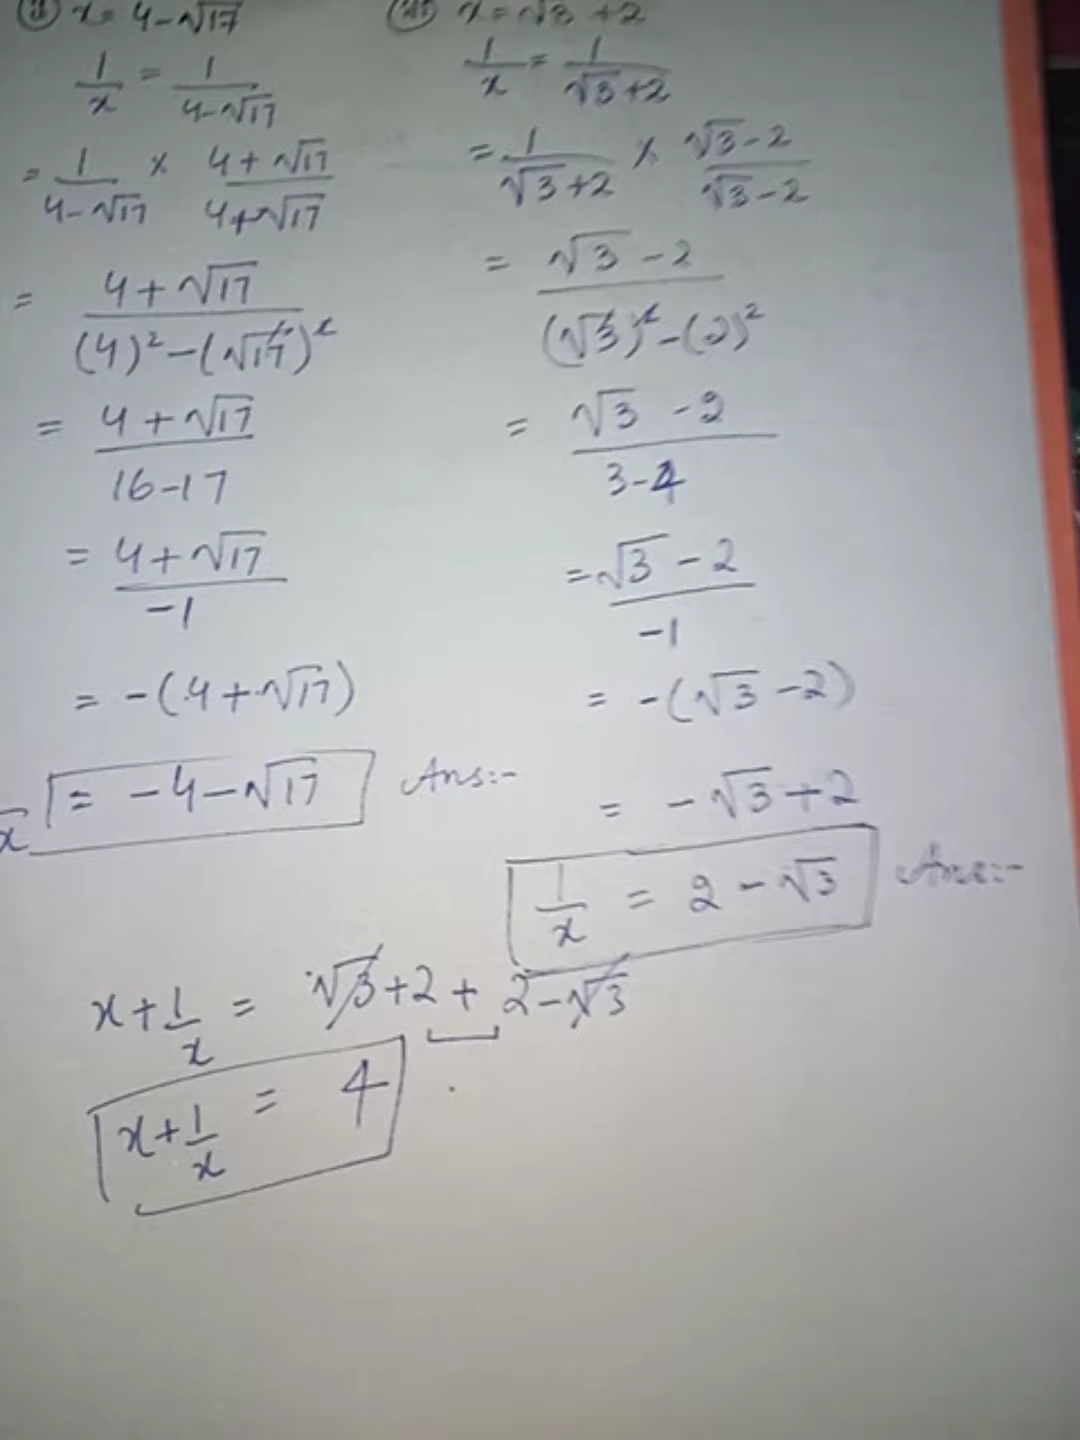 (ii) x = 4-√17
1/x = 1/(4-√17)
= 1/(4-√17) × (4+√17)/(4+√17)
= (4+√17)/((4)²-(√17)²)
= (4+√17)/(16-17)
= (4+√17)/-1
= -(4+√17)
= -4-√17 Ans:-
(iii) x = √3+2
1/x = 1/(√3+2)
= 1/(√3+2) × (√3-2)/(√3-2)
= (√3-2)/((√3)²-(2)²)
= (√3-2)/(3-4)
= (√3-2)/-1
= -(√3-2)
= -√3+2
1/x = 2-√3 Ans:-
x+1/x = √3+2+2-√3
x+1/x = 4